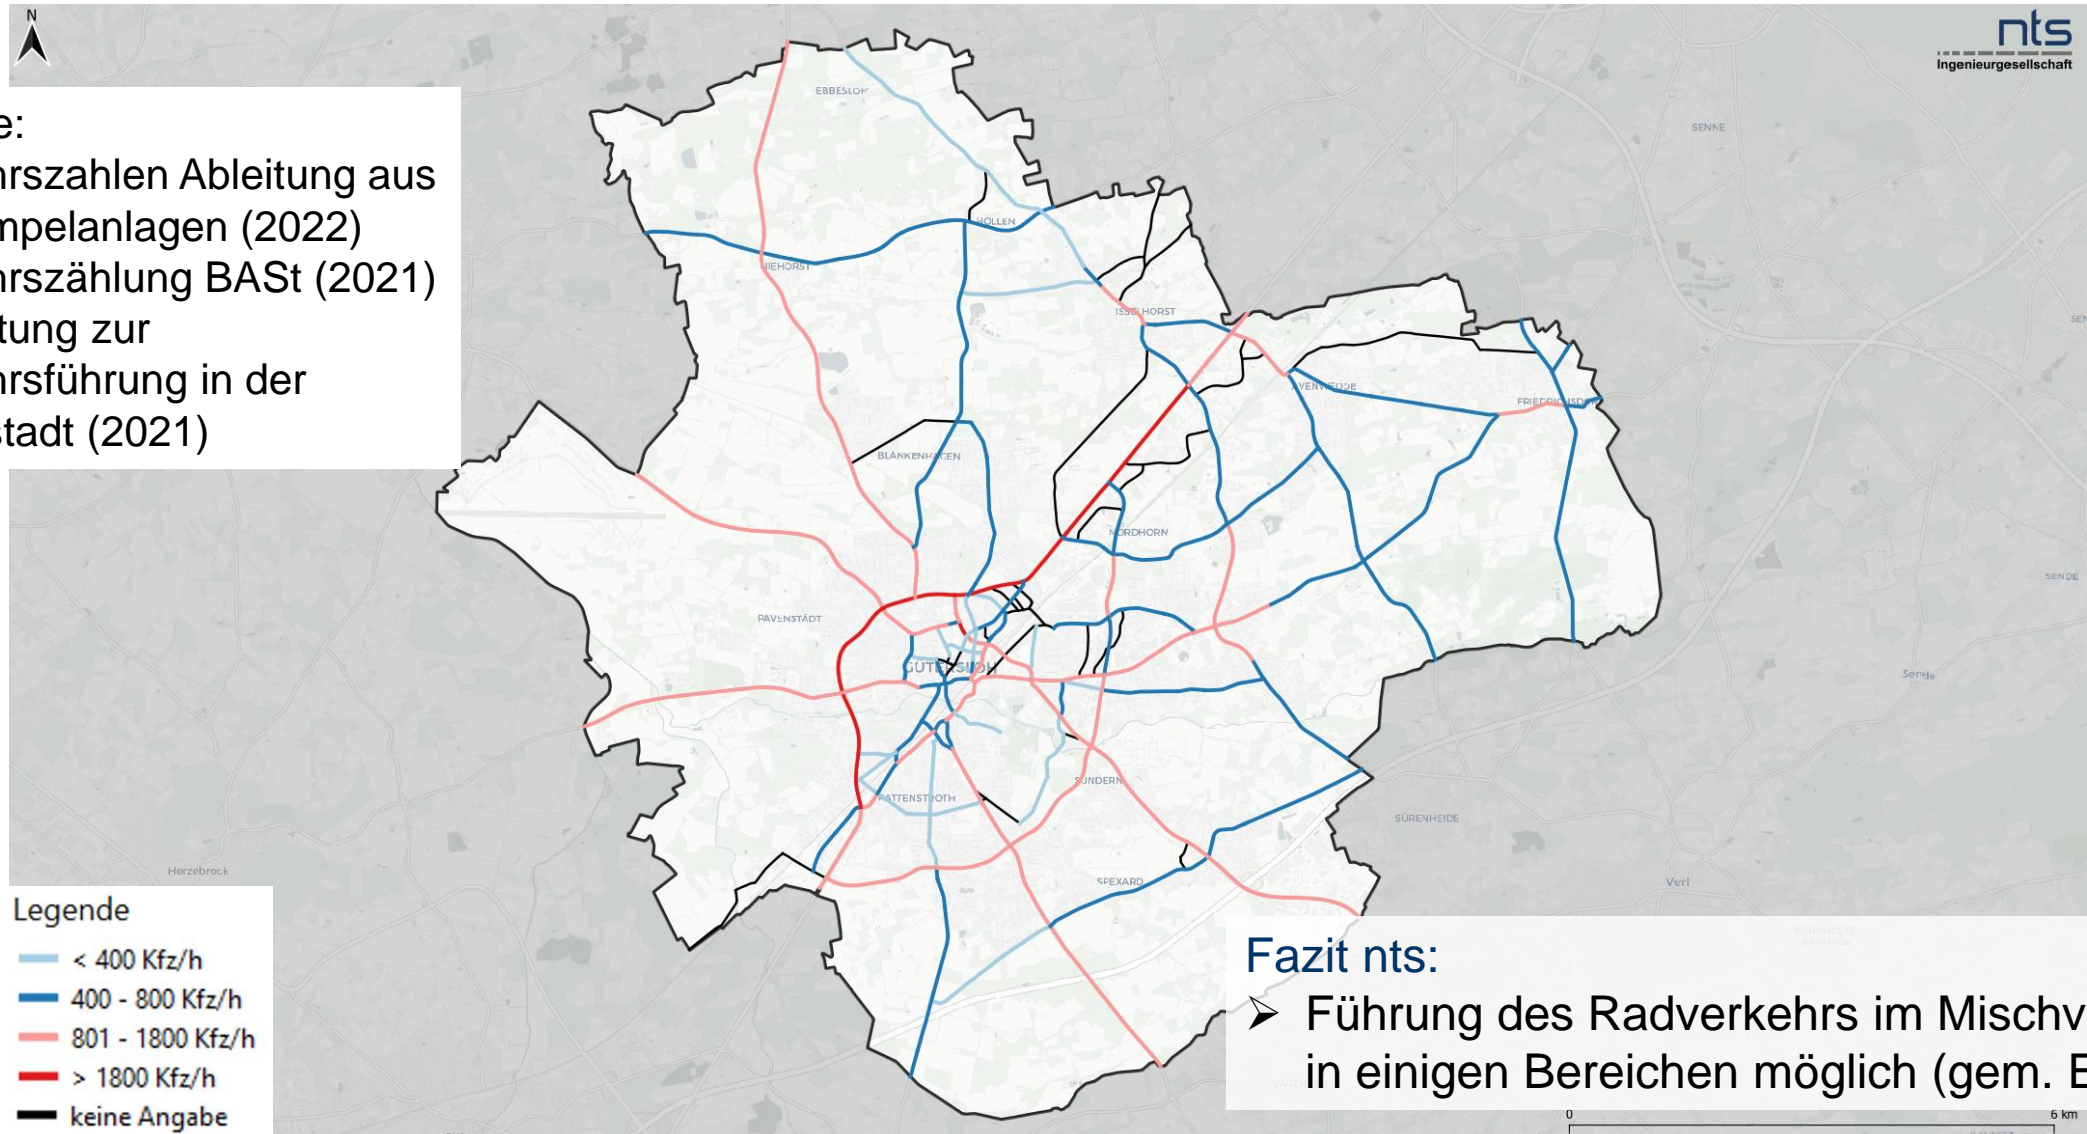 N
nts
Ingenieurgesellschaft
e:
hrszahlen Ableitung aus
mpelanlagen (2022)
hrszählung BASt (2021)
tung zur
hrsführung in der
stadt (2021)
EBBESLOH
SENNE
HOLLEN
NIEHORST
ISSELHORST
AVENWEDDE
FRIEDRICHSDORF
BLANKENHAGEN
NORDHORN
SENDE
PAVENSTÄDT
GÜTERSLOH
Sende
SUNDERN
KATTENSTROTH
SÜRENHEIDE
Herzebrock
SPEXARD
Verl
BORNHOLTE-
BAHNHOF
Legende
< 400 Kfz/h
400 - 800 Kfz/h
801 - 1800 Kfz/h
> 1800 Kfz/h
keine Angabe
Fazit nts:
➢ Führung des Radverkehrs im Mischv
in einigen Bereichen möglich (gem. E
0 6 km